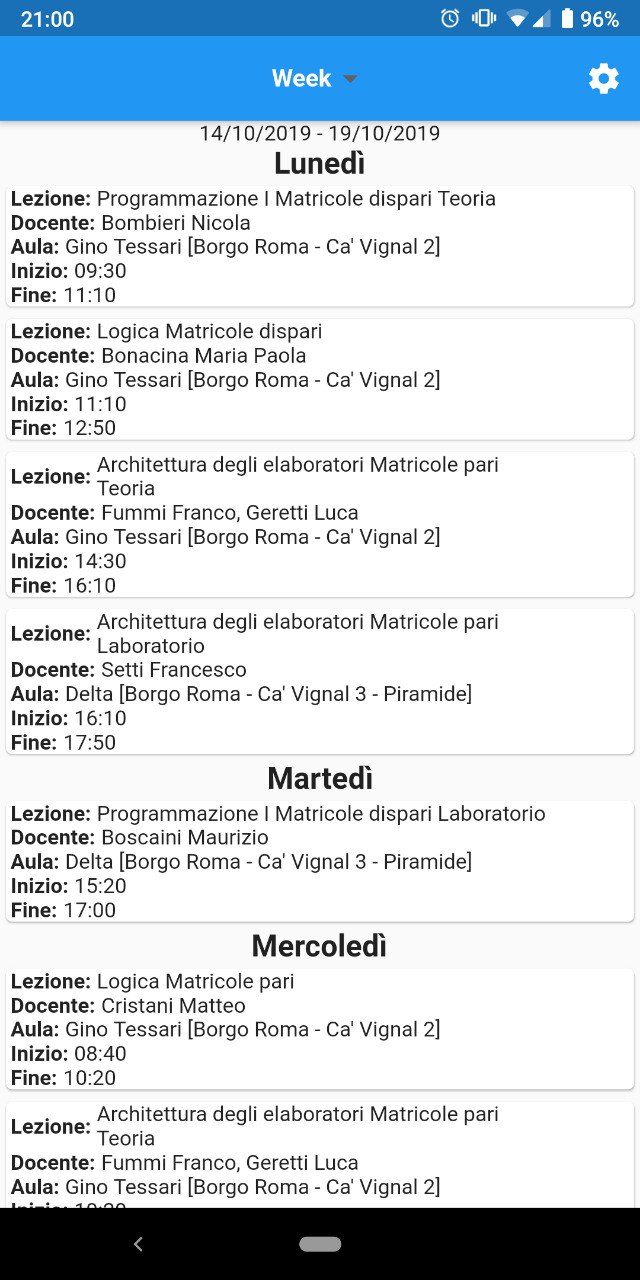 21:00
96%
Week
14/10/2019 - 19/10/2019
Lunedì
Lezione: Programmazione I Matricole dispari Teoria
Docente: Bombieri Nicola
Aula: Gino Tessari [Borgo Roma - Ca' Vignal 2]
Inizio: 09:30
Fine: 11:10
Lezione: Logica Matricole dispari
Docente: Bonacina Maria Paola
Aula: Gino Tessari [Borgo Roma - Ca' Vignal 2]
Inizio: 11:10
Fine: 12:50
Lezione: Architettura degli elaboratori Matricole pari
Teoria
Docente: Fummi Franco, Geretti Luca
Aula: Gino Tessari [Borgo Roma - Ca' Vignal 2]
Inizio: 14:30
Fine: 16:10
Lezione: Architettura degli elaboratori Matricole pari
Laboratorio
Docente: Setti Francesco
Aula: Delta [Borgo Roma - Ca' Vignal 3 - Piramide]
Inizio: 16:10
Fine: 17:50
Martedì
Lezione: Programmazione I Matricole dispari Laboratorio
Docente: Boscaini Maurizio
Aula: Delta [Borgo Roma - Ca' Vignal 3 - Piramide]
Inizio: 15:20
Fine: 17:00
Mercoledì
Lezione: Logica Matricole pari
Docente: Cristani Matteo
Aula: Gino Tessari [Borgo Roma - Ca' Vignal 2]
Inizio: 08:40
Fine: 10:20
Lezione: Architettura degli elaboratori Matricole pari
Teoria
Docente: Fummi Franco, Geretti Luca
Aula: Gino Tessari [Borgo Roma - Ca' Vignal 2]